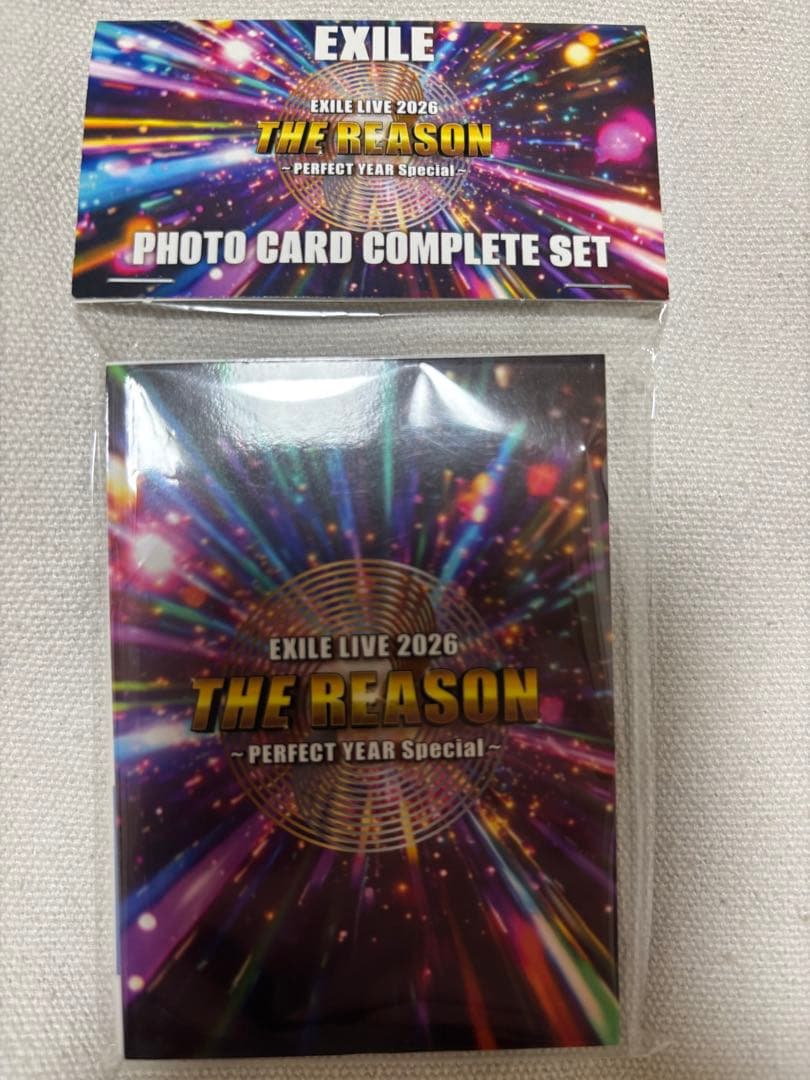 EXILE
EXILE LIVE 2026
THE REASON
~PERFECT YEAR Special~
PHOTO CARD COMPLETE SET
EXILE LIVE 2026
THE REASON
~PERFECT YEAR Special~